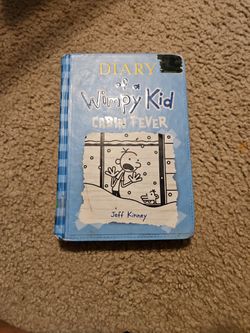 DIARY
of a
Wimpy Kid
CABIN FEVER
Jeff Kinney